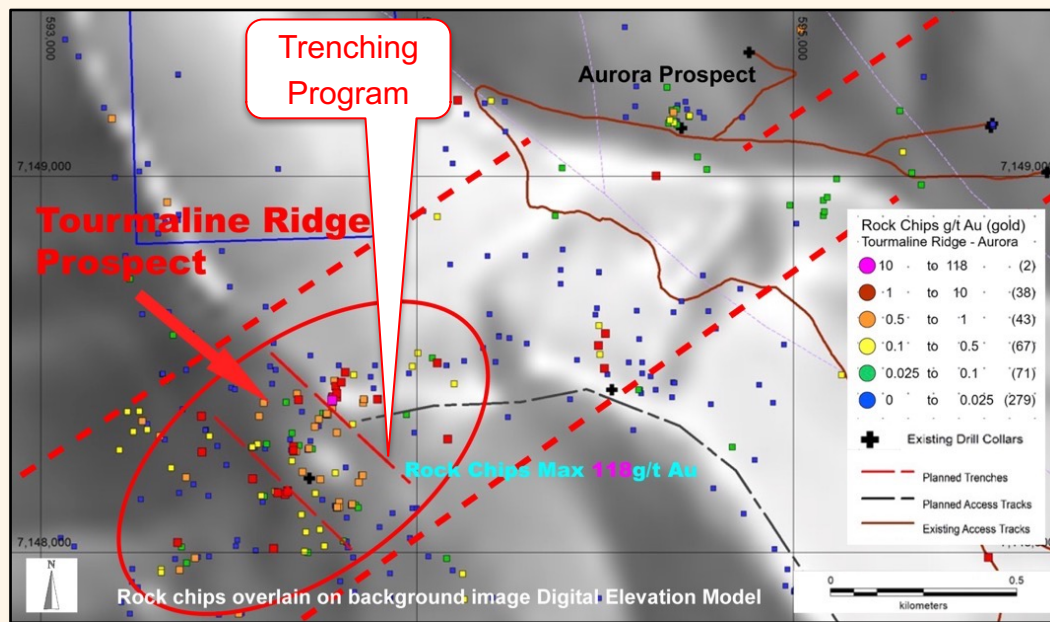 593,000
595,000
Trenching
Program
Aurora Prospect
7,149,000
7,149,000
Tourmaline Ridge
Prospect
Rock Chips g/t Au (gold)
Tourmaline Ridge - Aurora
10 to 118 (2)
1 to 10 (38)
0.5 to 1 (43)
0.1 to 0.5 (67)
0.025 to 0.1 (71)
0 to 0.025 (279)
Existing Drill Collars
Planned Trenches
Planned Access Tracks
Existing Access Tracks
Rock Chips Max 118g/t Au
7,148,000
N
Rock chips overlain on background image Digital Elevation Model
0 0.5
kilometers